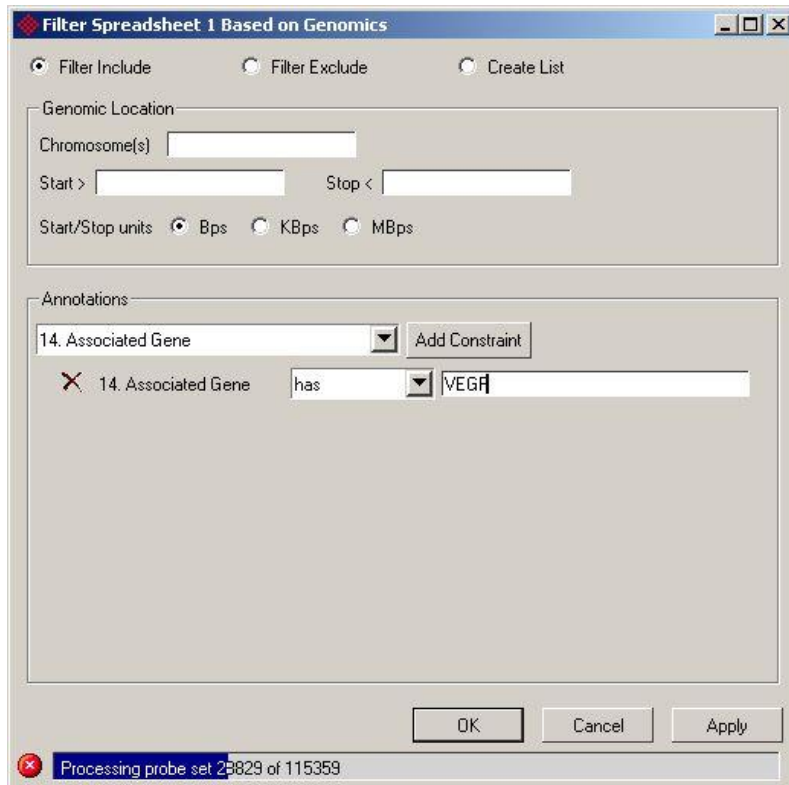 Filter Spreadsheet 1 Based on Genomics
Filter Include Filter Exclude Create List
Genomic Location
Chromosome(s)
Start > Stop <
Start/Stop units Bps KBps MBps
Annotations
14. Associated Gene Add Constraint
14. Associated Gene has VEGF
OK Cancel Apply
Processing probe set 23829 of 115359